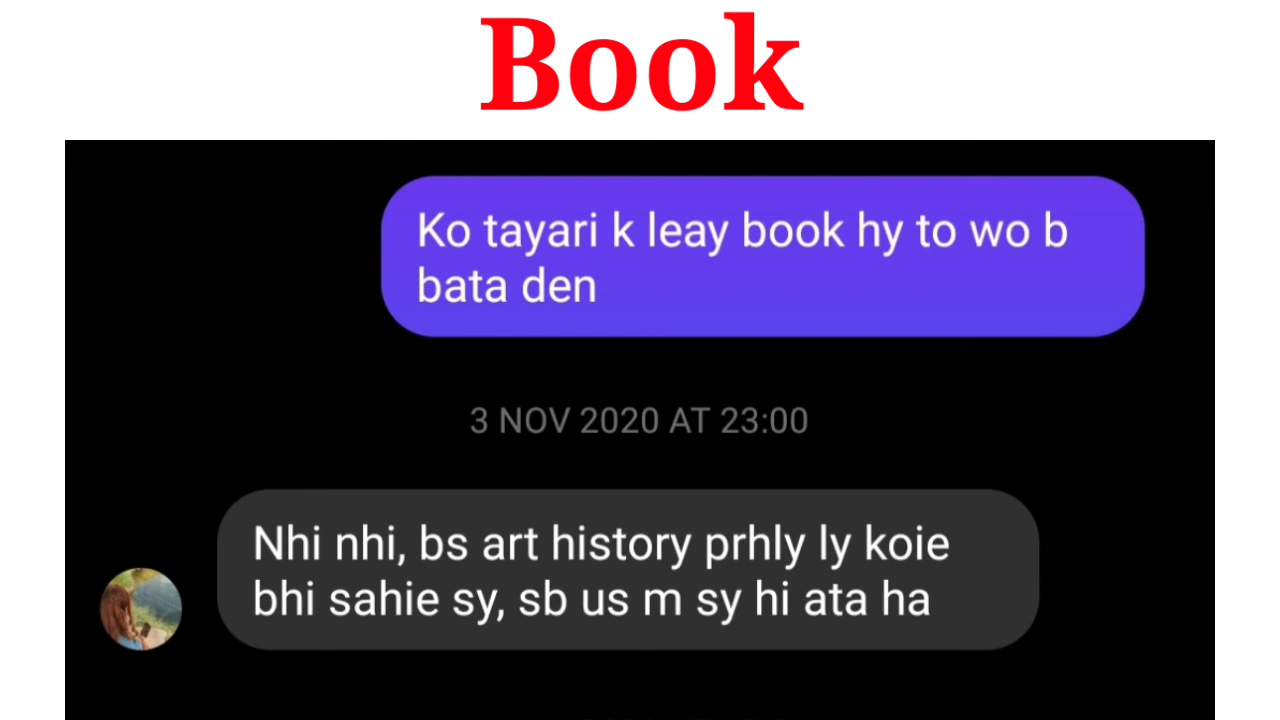 Book
Ko tayari k leay book hy to wo b
bata den
3 NOV 2020 AT 23:00
Nhi nhi, bs art history prhly ly koie
bhi sahie sy, sb us m sy hi ata ha